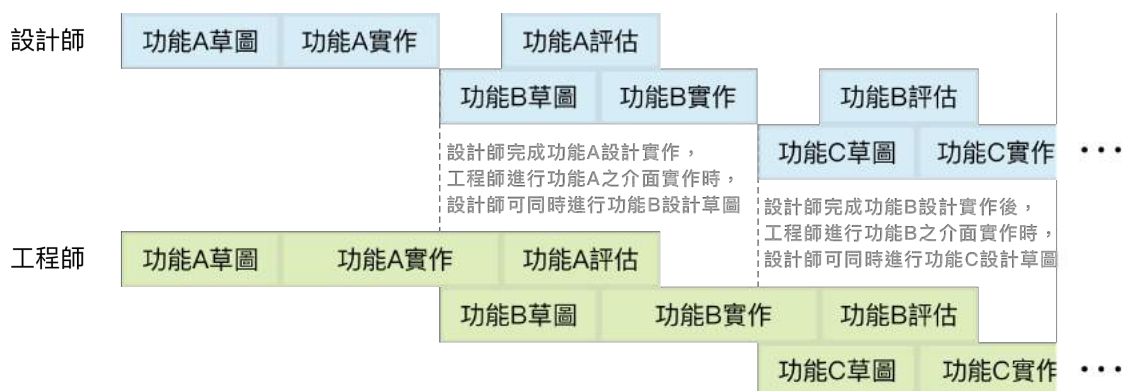 設計師
功能A草圖 功能A實作 功能A評估
功能B草圖 功能B實作 功能B評估
功能C草圖 功能C實作 •••
設計師完成功能A設計實作，
工程師進行功能A之介面實作時，
設計師可同時進行功能B設計草圖
設計師完成功能B設計實作後，
工程師進行功能B之介面實作時，
設計師可同時進行功能C設計草圖
工程師
功能A草圖 功能A實作 功能A評估
功能B草圖 功能B實作 功能B評估
功能C草圖 功能C實作 •••